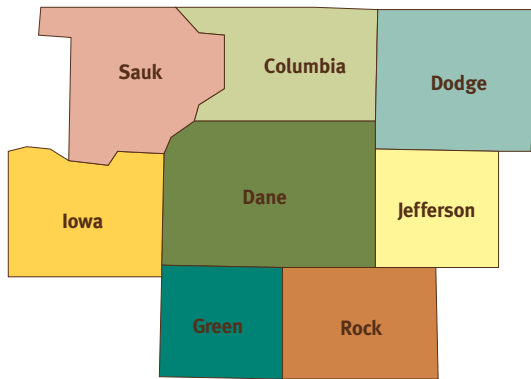 Sauk
Columbia
Dodge
Iowa
Dane
Jefferson
Green
Rock